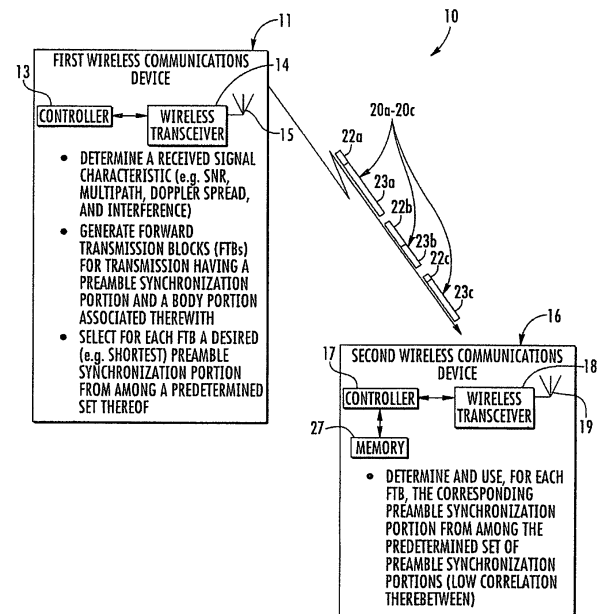 10
11
FIRST WIRELESS COMMUNICATIONS
DEVICE
13
14
CONTROLLER
WIRELESS
TRANSCEIVER
15
• DETERMINE A RECEIVED SIGNAL
CHARACTERISTIC (e.g. SNR,
MULTIPATH, DOPPLER SPREAD,
AND INTERFERENCE)
• GENERATE FORWARD
TRANSMISSION BLOCKS (FTBs)
FOR TRANSMISSION HAVING A
PREAMBLE SYNCHRONIZATION
PORTION AND A BODY PORTION
ASSOCIATED THEREWITH
• SELECT FOR EACH FTB A DESIRED
(e.g. SHORTEST) PREAMBLE
SYNCHRONIZATION PORTION
FROM AMONG A PREDETERMINED
SET THEREOF
20a-20c
22a
23a
22b
23b
22c
23c
16
SECOND WIRELESS COMMUNICATIONS
DEVICE
17
18
CONTROLLER
WIRELESS
TRANSCEIVER
19
27
MEMORY
• DETERMINE AND USE, FOR EACH
FTB, THE CORRESPONDING
PREAMBLE SYNCHRONIZATION
PORTION FROM AMONG THE
PREDETERMINED SET OF
PREAMBLE SYNCHRONIZATION
PORTIONS (LOW CORRELATION
THEREBETWEEN)